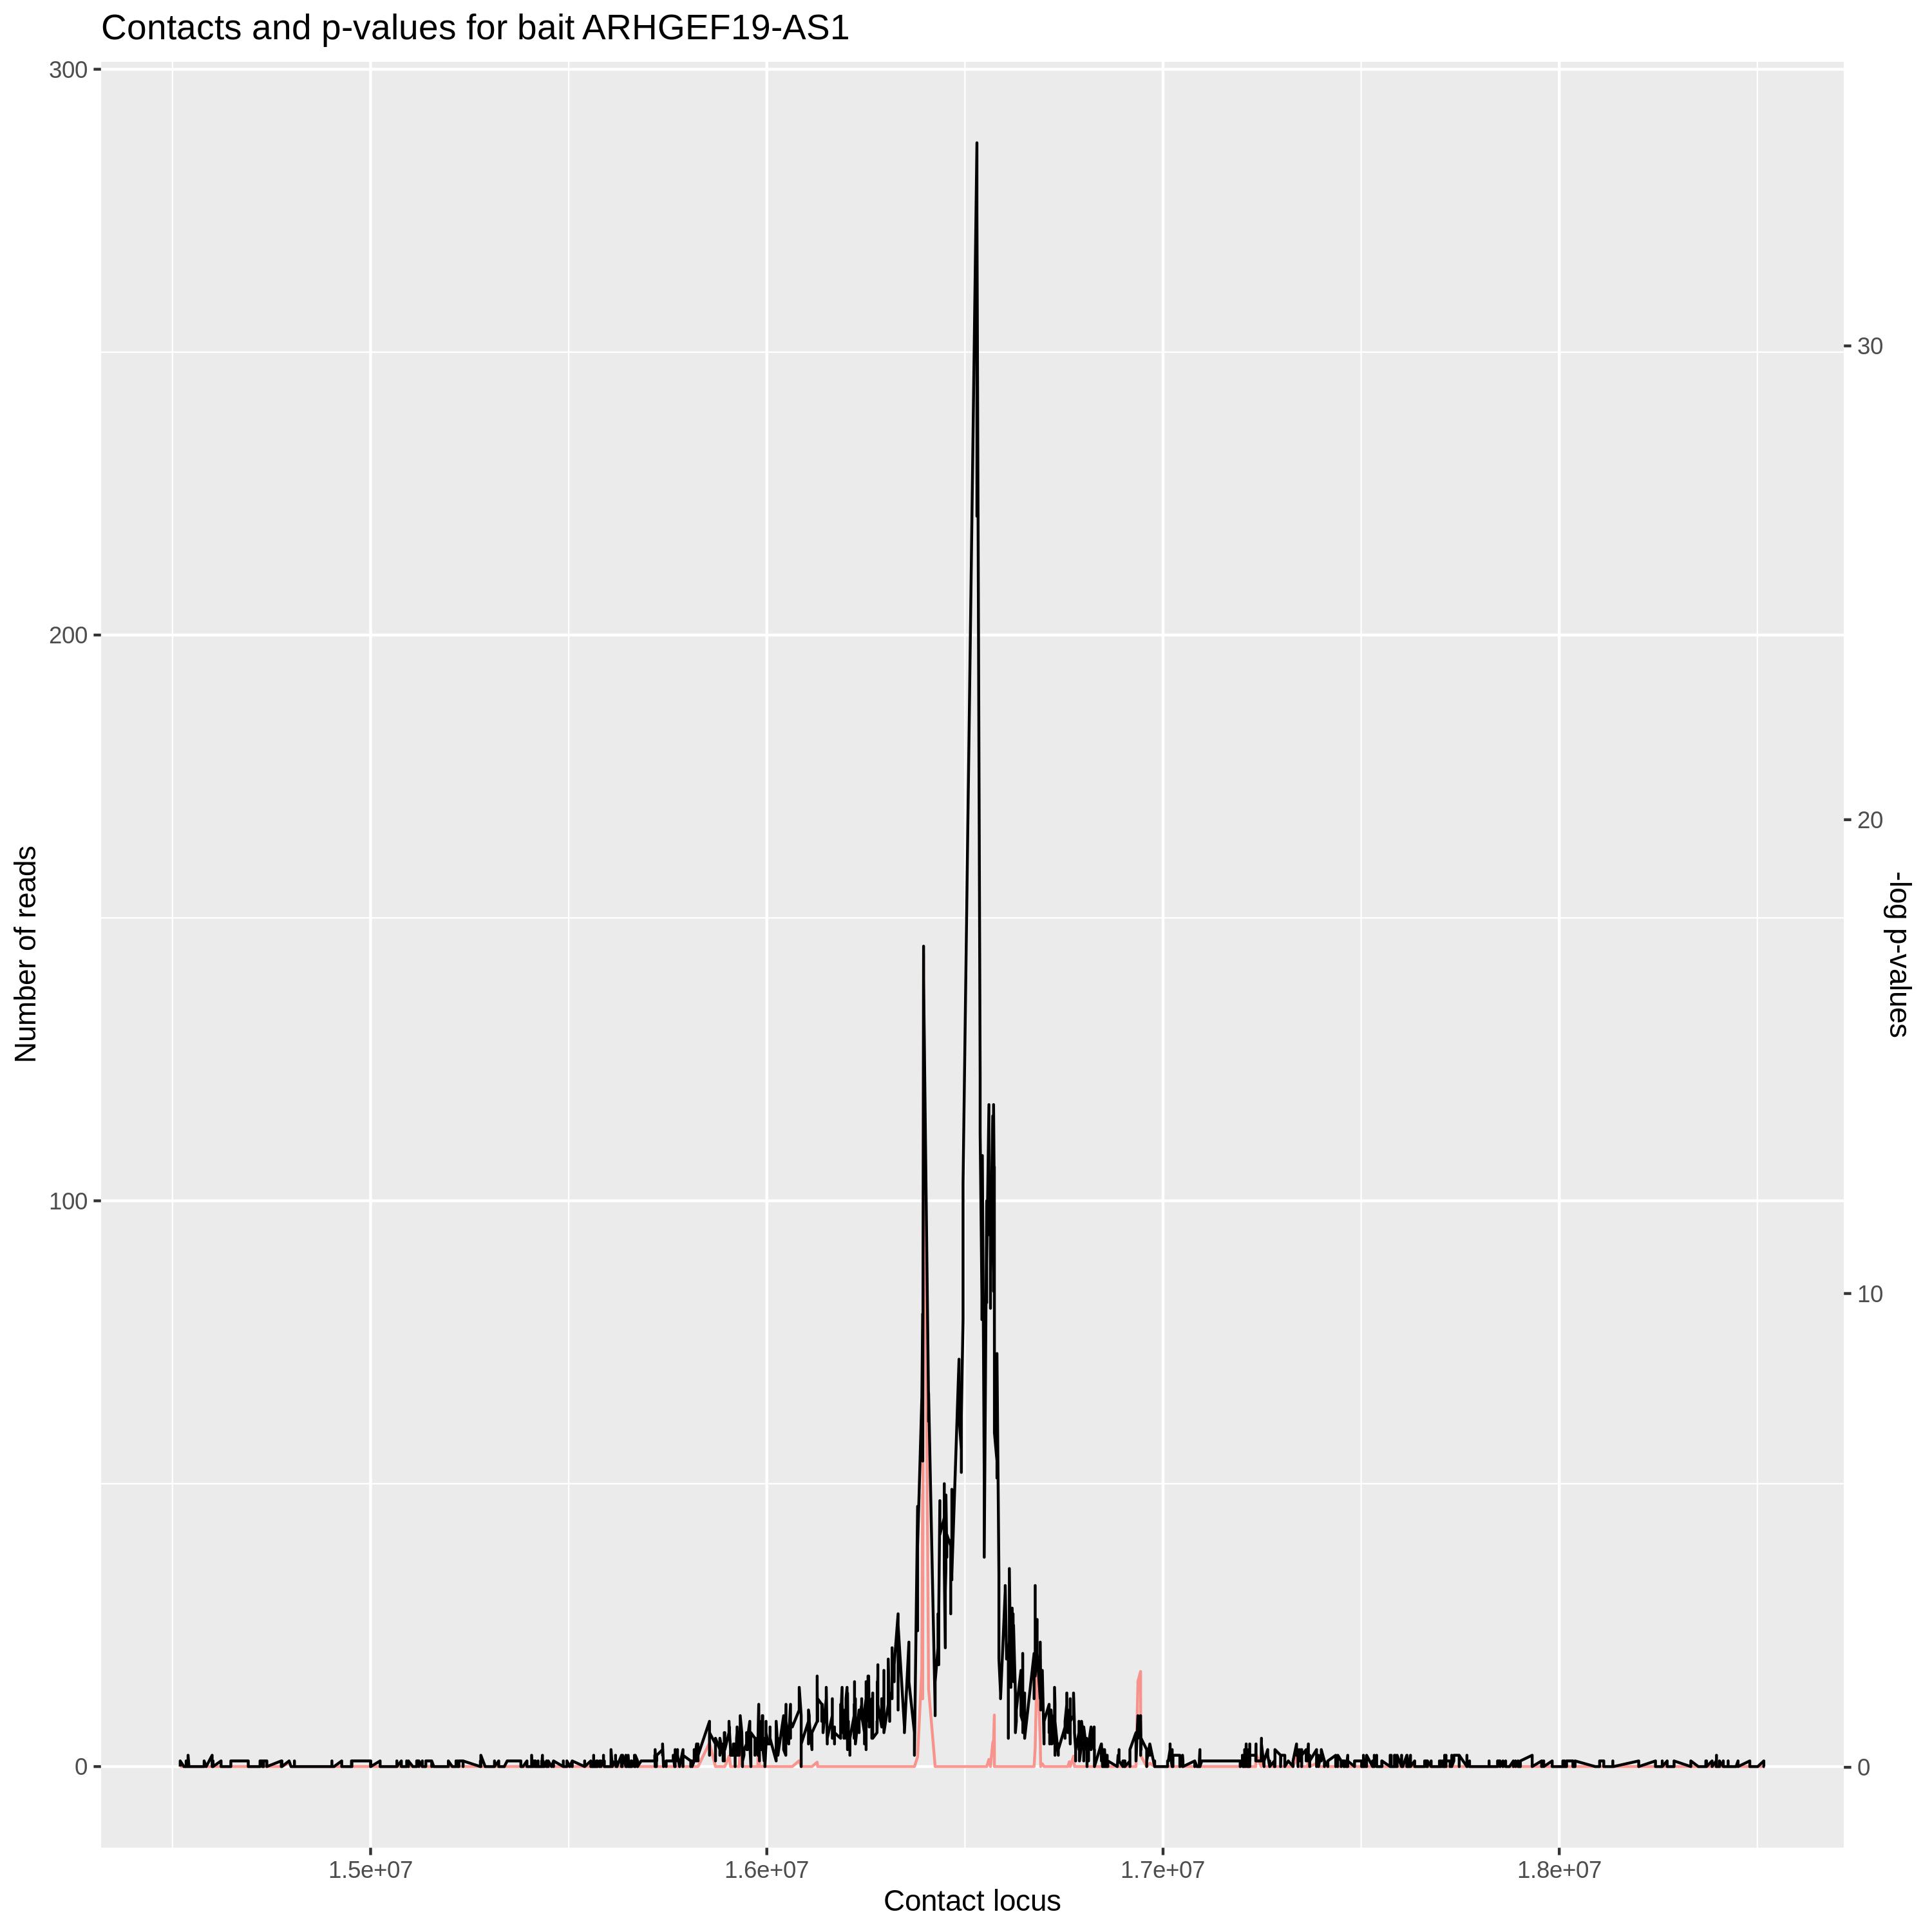 Contacts and p-values for bait ARHGEF19-AS1
300
200
100
0
Number of reads
30
20
10
0
-log p-values
1.5e+07
1.6e+07
1.7e+07
1.8e+07
Contact locus